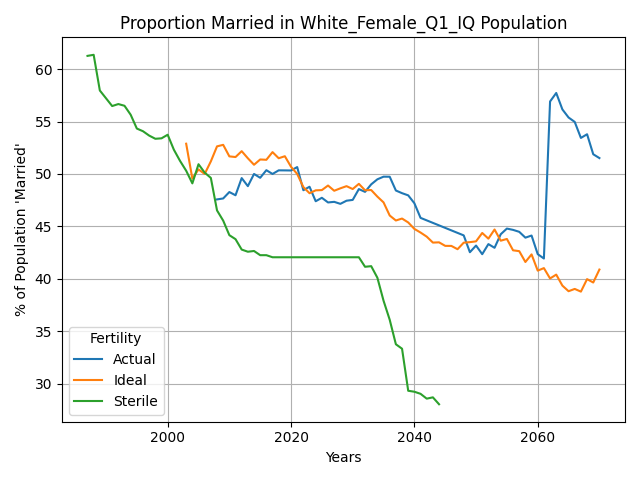 Proportion Married in White_Female_Q1_IQ Population
% of Population 'Married'
60
55
50
45
40
35
30
Fertility
Actual
Ideal
Sterile
2000
2020
2040
2060
Years